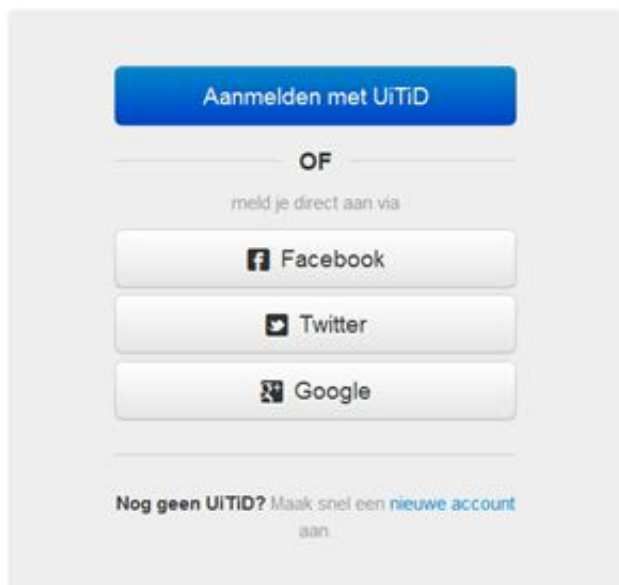 Aanmelden met UiTiD
OF
meld je direct aan via
Facebook
Twitter
Google
Nog geen UiTiD? Maak snel een nieuwe account
aan.